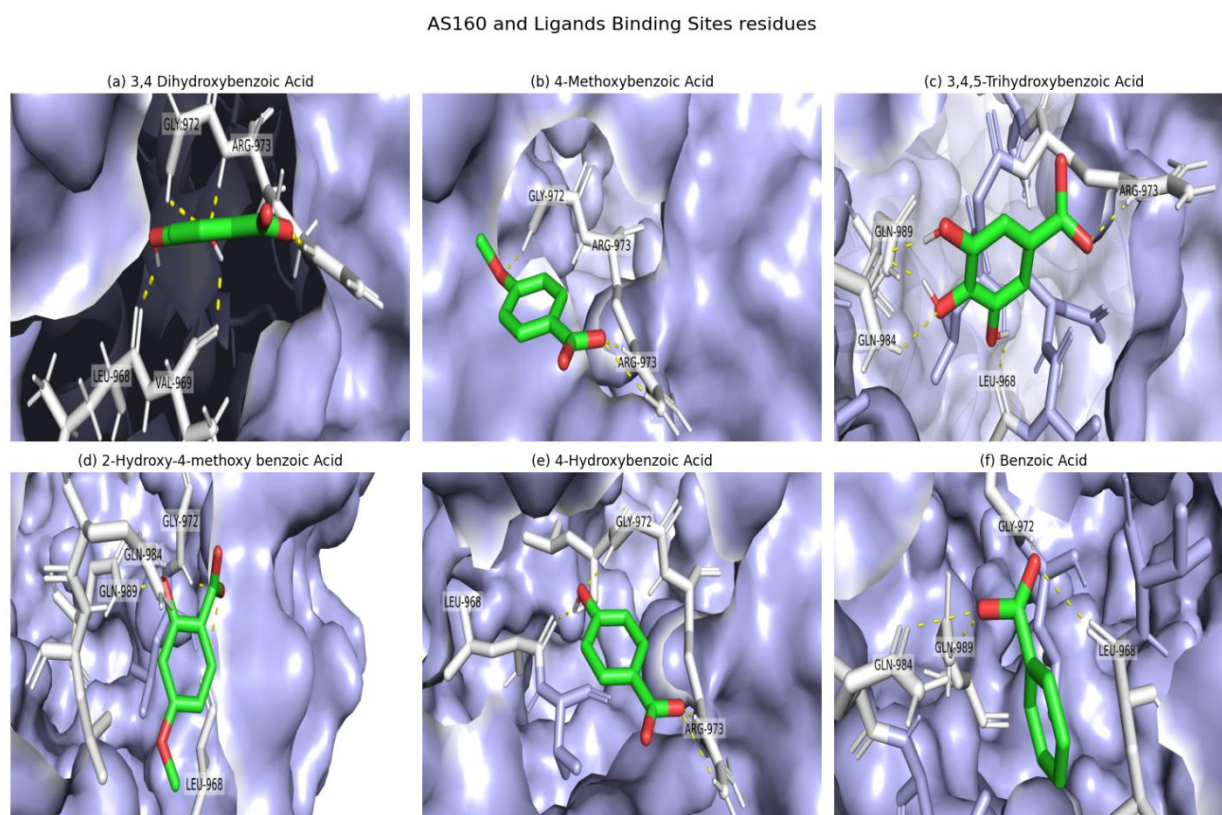 AS160 and Ligands Binding Sites residues
(a) 3,4 Dihydroxybenzoic Acid
GLY-972
ARG-973
LEU-968
VAL-969
(b) 4-Methoxybenzoic Acid
GLY-972
ARG-973
ARG-973
(c) 3,4,5-Trihydroxybenzoic Acid
ARG-973
GLN-989
GLN-984
LEU-968
(d) 2-Hydroxy-4-methoxy benzoic Acid
GLY-972
GLN-984
GLN-989
LEU-968
(e) 4-Hydroxybenzoic Acid
GLY-972
LEU-968
ARG-973
(f) Benzoic Acid
GLY-972
GLN-989
LEU-968
GLN-984